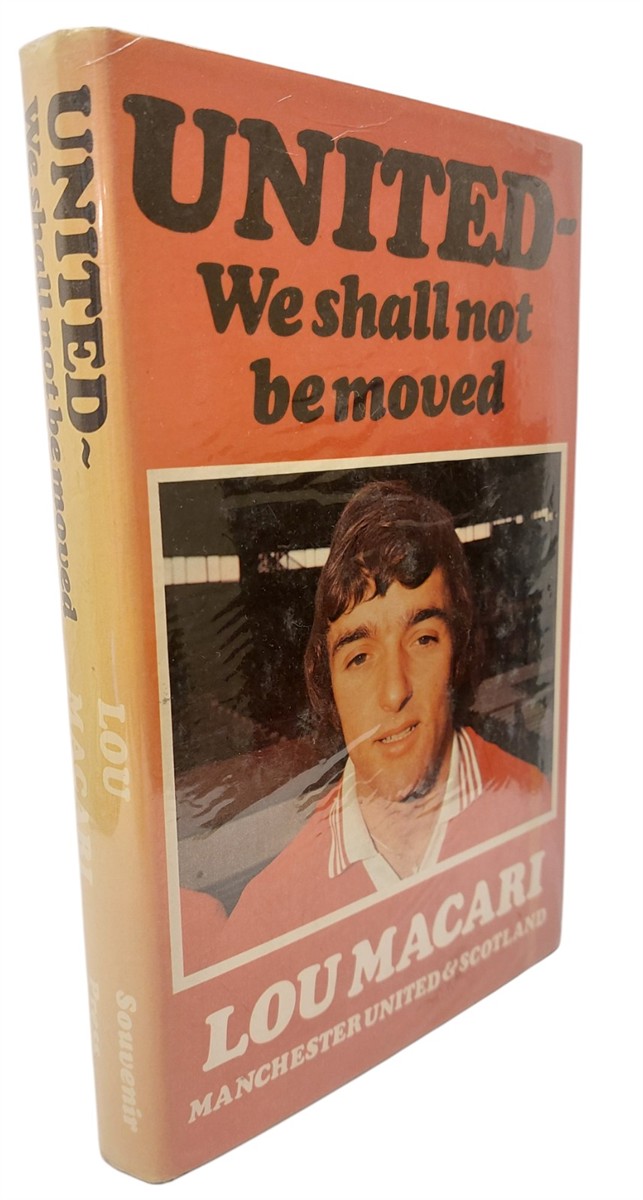 UNITED~
We shall not
be moved
LOU MACARI
MANCHESTER UNITED & SCOTLAND
UNITED~
We shall not be moved
LOU
MACARI
Souvenir
Press